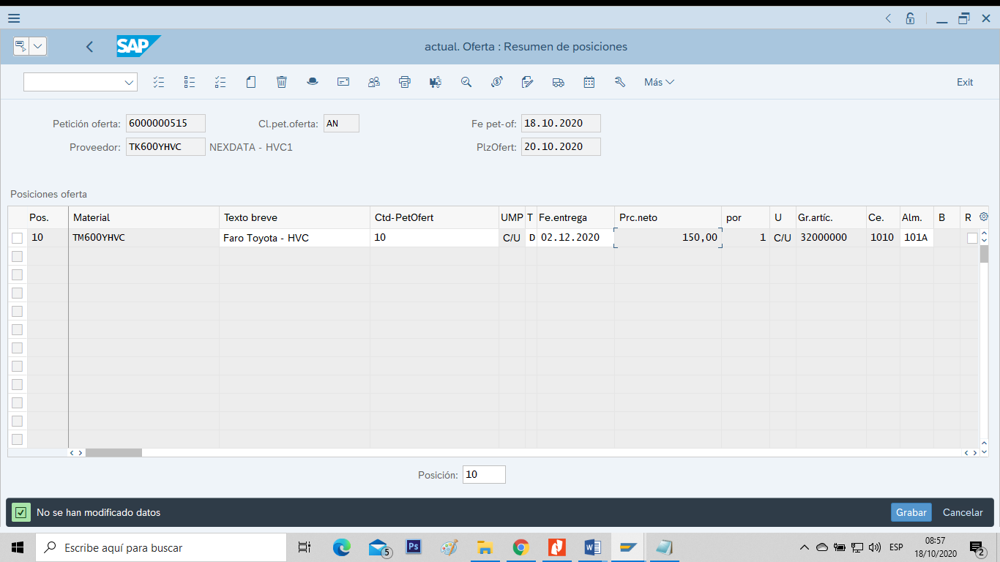 SAP
actual. Oferta : Resumen de posiciones
Más
Exit
Petición oferta: 6000000515 Cl.pet.oferta: AN Fe pet-of: 18.10.2020
Proveedor: TK600YHVC NEXDATA - HVC1 PlzOfert: 20.10.2020
Posiciones oferta
Pos. Material Texto breve Ctd-PetOfert UMP T Fe.entrega Prc.neto por U Gr.artíc. Ce. Alm. B R
10 TM600YHVC Faro Toyota - HVC 10 C/U D 02.12.2020 150,00 1 C/U 32000000 1010 101A
Posición: 10
No se han modificado datos Grabar Cancelar
Escribe aquí para buscar 5 Ps W ESP 08:57
18/10/2020 2